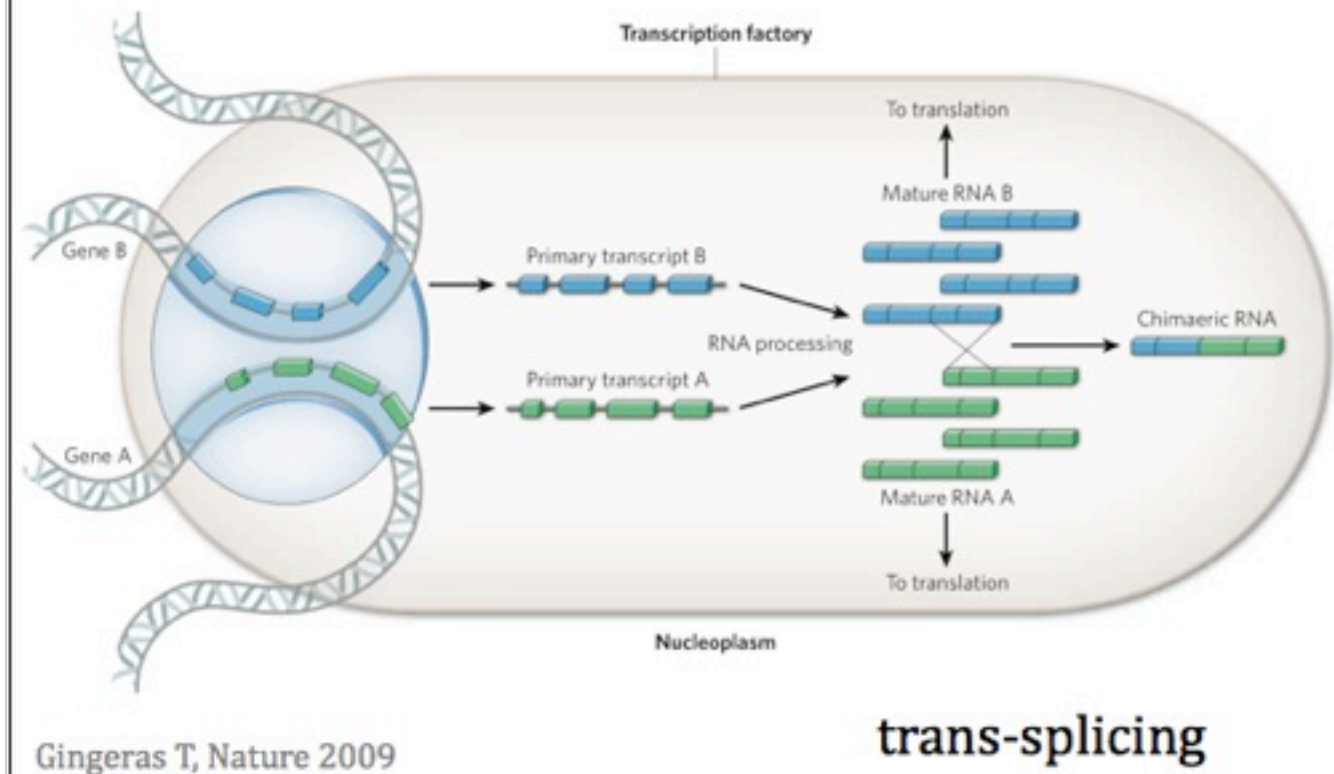 Transcription factory
To translation
Mature RNA B
Gene B
Primary transcript B
Chimaeric RNA
RNA processing
Primary transcript A
Gene A
Mature RNA A
To translation
Nucleoplasm
trans-splicing
Gingeras T, Nature 2009